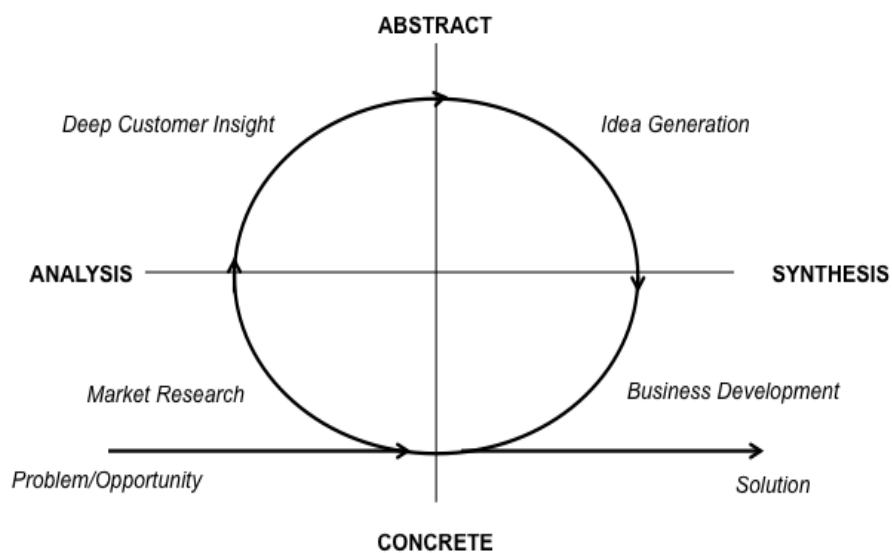 ABSTRACT
Deep Customer Insight
Idea Generation
ANALYSIS
SYNTHESIS
Market Research
Business Development
Problem/Opportunity
Solution
CONCRETE